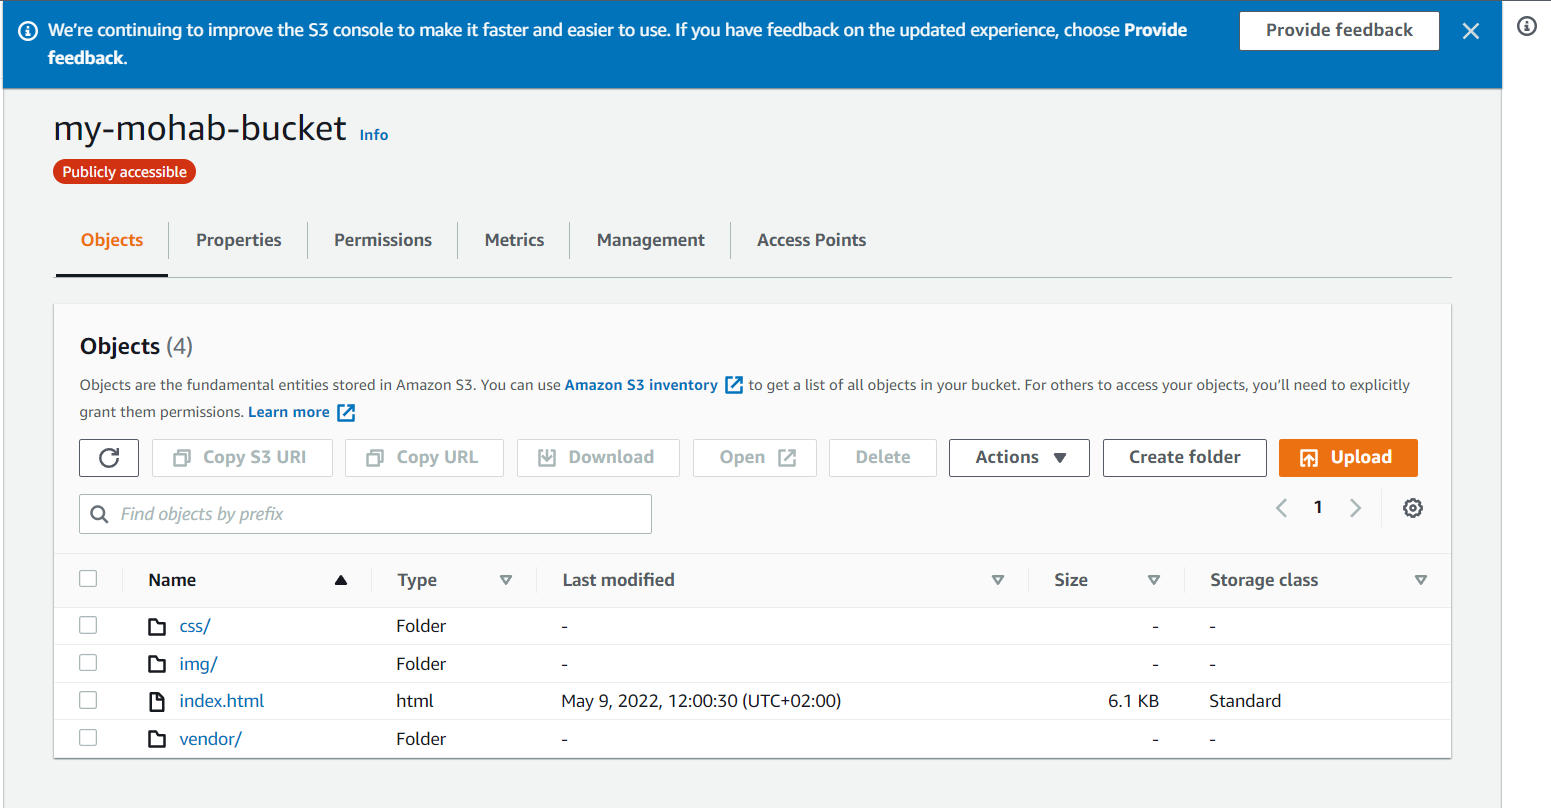 We’re continuing to improve the S3 console to make it faster and easier to use. If you have feedback on the updated experience, choose Provide
feedback.
Provide feedback
my-mohab-bucket Info
Publicly accessible
Objects Properties Permissions Metrics Management Access Points
Objects (4)
Objects are the fundamental entities stored in Amazon S3. You can use Amazon S3 inventory to get a list of all objects in your bucket. For others to access your objects, you’ll need to explicitly
grant them permissions. Learn more
Copy S3 URI Copy URL Download Open Delete Actions Create folder Upload
Find objects by prefix 1
Name Type Last modified Size Storage class
css/ Folder - - -
img/ Folder - - -
index.html html May 9, 2022, 12:00:30 (UTC+02:00) 6.1 KB Standard
vendor/ Folder - - -